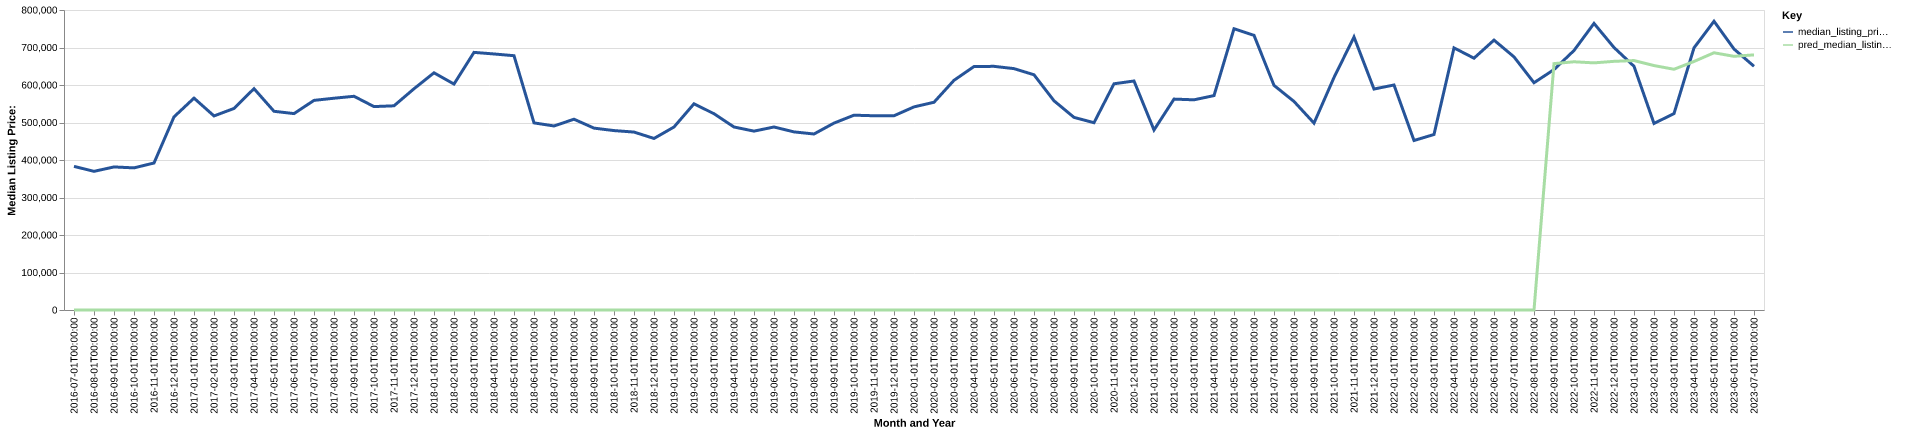 800,000
700,000
600,000
500,000
400,000
300,000
200,000
100,000
0
Median Listing Price:
2016-07-01T00:00:00
2016-08-01T00:00:00
2016-09-01T00:00:00
2016-10-01T00:00:00
2016-11-01T00:00:00
2016-12-01T00:00:00
2017-01-01T00:00:00
2017-02-01T00:00:00
2017-03-01T00:00:00
2017-04-01T00:00:00
2017-05-01T00:00:00
2017-06-01T00:00:00
2017-07-01T00:00:00
2017-08-01T00:00:00
2017-09-01T00:00:00
2017-10-01T00:00:00
2017-11-01T00:00:00
2017-12-01T00:00:00
2018-01-01T00:00:00
2018-02-01T00:00:00
2018-03-01T00:00:00
2018-04-01T00:00:00
2018-05-01T00:00:00
2018-06-01T00:00:00
2018-07-01T00:00:00
2018-08-01T00:00:00
2018-09-01T00:00:00
2018-10-01T00:00:00
2018-11-01T00:00:00
2018-12-01T00:00:00
2019-01-01T00:00:00
2019-02-01T00:00:00
2019-03-01T00:00:00
2019-04-01T00:00:00
2019-05-01T00:00:00
2019-06-01T00:00:00
2019-07-01T00:00:00
2019-08-01T00:00:00
2019-09-01T00:00:00
2019-10-01T00:00:00
2019-11-01T00:00:00
2019-12-01T00:00:00
2020-01-01T00:00:00
2020-02-01T00:00:00
2020-03-01T00:00:00
2020-04-01T00:00:00
2020-05-01T00:00:00
2020-06-01T00:00:00
2020-07-01T00:00:00
2020-08-01T00:00:00
2020-09-01T00:00:00
2020-10-01T00:00:00
2020-11-01T00:00:00
2020-12-01T00:00:00
2021-01-01T00:00:00
2021-02-01T00:00:00
2021-03-01T00:00:00
2021-04-01T00:00:00
2021-05-01T00:00:00
2021-06-01T00:00:00
2021-07-01T00:00:00
2021-08-01T00:00:00
2021-09-01T00:00:00
2021-10-01T00:00:00
2021-11-01T00:00:00
2021-12-01T00:00:00
2022-01-01T00:00:00
2022-02-01T00:00:00
2022-03-01T00:00:00
2022-04-01T00:00:00
2022-05-01T00:00:00
2022-06-01T00:00:00
2022-07-01T00:00:00
2022-08-01T00:00:00
2022-09-01T00:00:00
2022-10-01T00:00:00
2022-11-01T00:00:00
2022-12-01T00:00:00
2023-01-01T00:00:00
2023-02-01T00:00:00
2023-03-01T00:00:00
2023-04-01T00:00:00
2023-05-01T00:00:00
2023-06-01T00:00:00
2023-07-01T00:00:00
Month and Year
Key
median_listing_pri…
pred_median_listin…